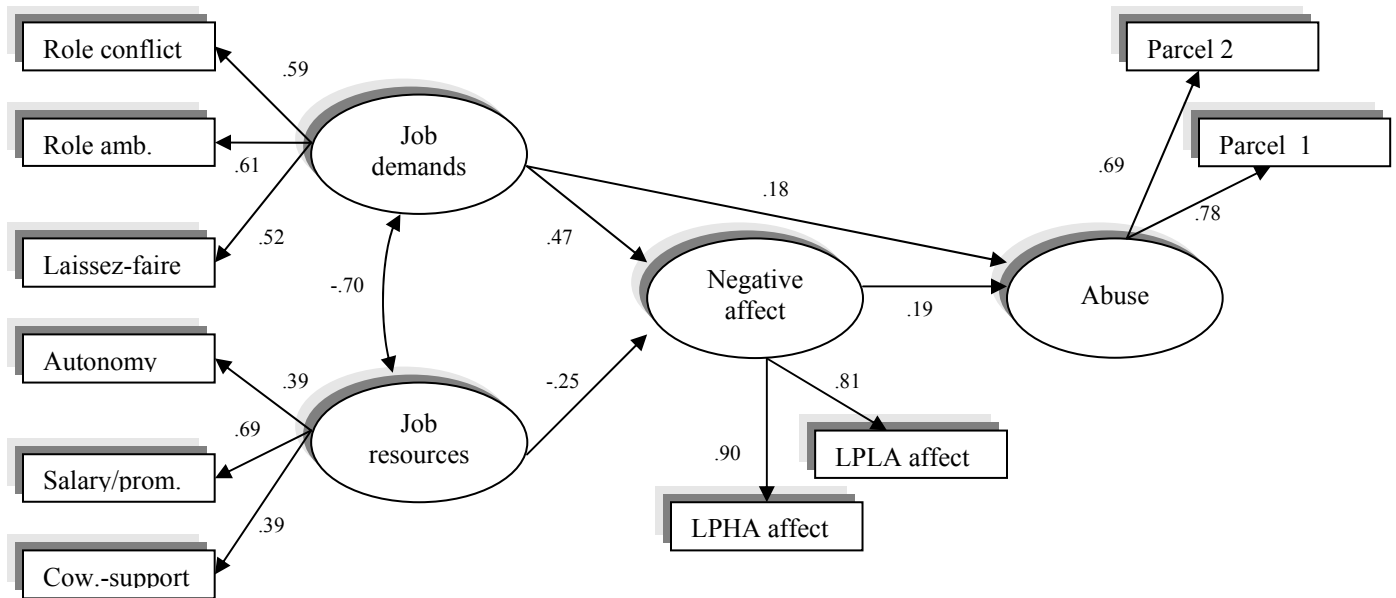 Role conflict
Parcel 2
.59
Role amb.
Job
demands
Parcel 1
.61
.69
.18
.78
.52
.47
Laissez-faire
Negative
affect
Abuse
-.70
.19
Autonomy
.39
-.25
.81
.69
Job
resources
Salary/prom.
.90
LPLA affect
.39
LPHA affect
Cow.-support